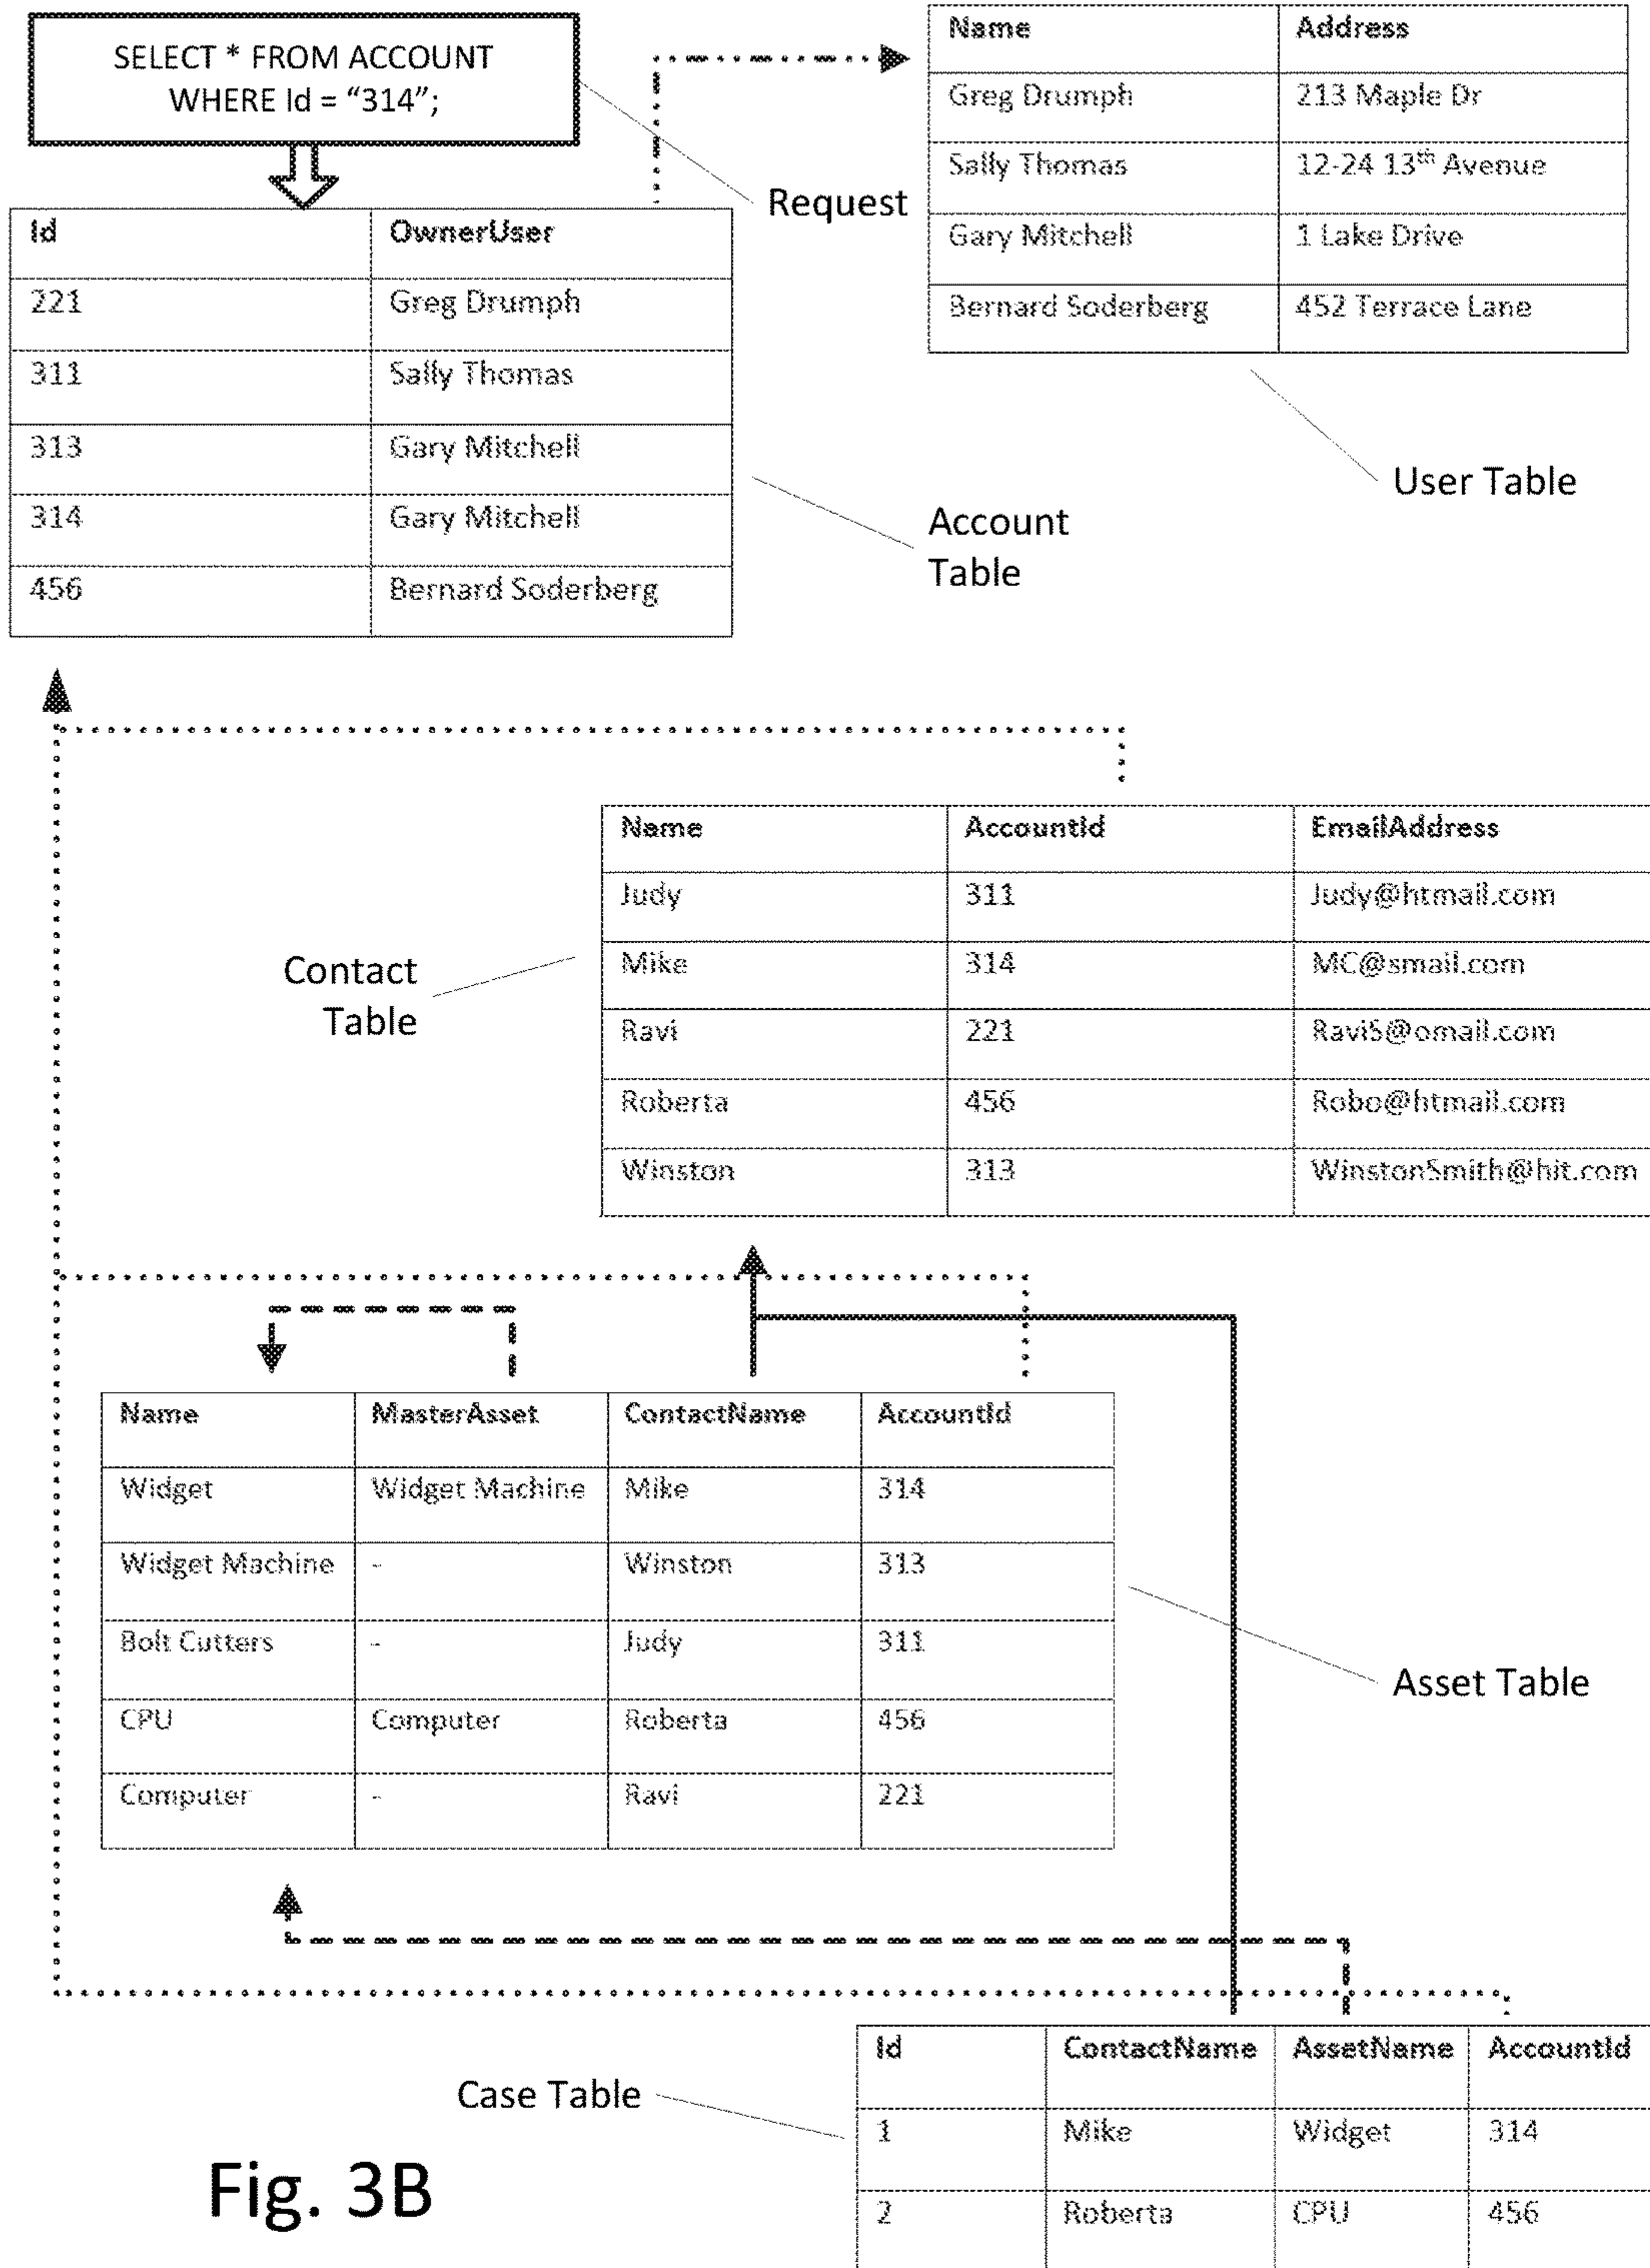 SELECT * FROM ACCOUNT
WHERE Id = “314”;
Request
Name Address
Greg Drumph 213 Maple Dr
Sally Thomas 12-24 13th Avenue
Gary Mitchell 1 Lake Drive
Bernard Soderberg 452 Terrace Lane
User Table
Id OwnerUser
221 Greg Drumph
311 Sally Thomas
313 Gary Mitchell
314 Gary Mitchell
456 Bernard Soderberg
Account
Table
Name AccountId EmailAddress
Judy 311 Judy@htmail.com
Mike 314 MC@smail.com
Ravi 221 RaviS@omail.com
Roberta 456 Robo@htmail.com
Winston 313 WinstonSmith@hit.com
Contact
Table
Name MasterAsset ContactName AccountId
Widget Widget Machine Mike 314
Widget Machine - Winston 313
Bolt Cutters - Judy 311
CPU Computer Roberta 456
Computer - Ravi 221
Asset Table
Id ContactName AssetName AccountId
1 Mike Widget 314
2 Roberta CPU 456
Case Table
Fig. 3B